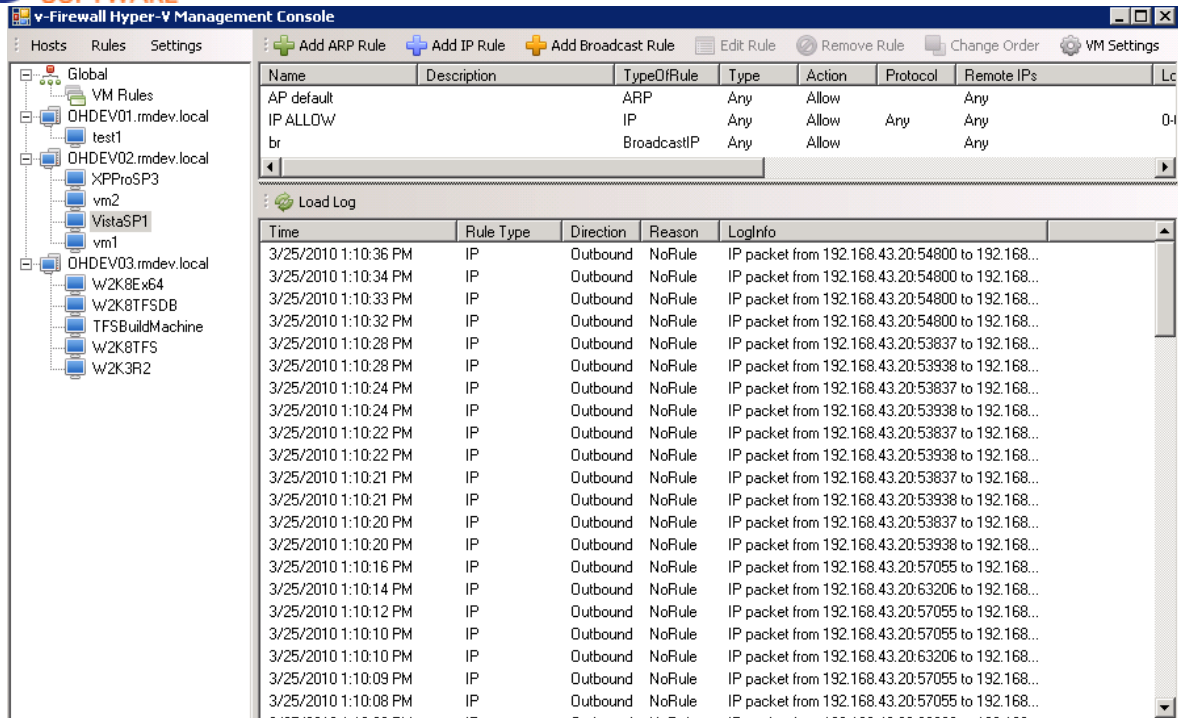 SOFTWARE
v-Firewall Hyper-V Management Console
Hosts Rules Settings
Add ARP Rule Add IP Rule Add Broadcast Rule Edit Rule Remove Rule Change Order VM Settings
Global
VM Rules
OHDEV01.rmdev.local
test1
OHDEV02.rmdev.local
XPProSP3
vm2
VistaSP1
vm1
OHDEV03.rmdev.local
W2K8Ex64
W2K8TFSDB
TFSBuildMachine
W2K8TFS
W2K3R2
Name Description TypeOfRule Type Action Protocol Remote IPs Lo
AP default ARP Any Allow Any
IP ALLOW IP Any Allow Any Any
br BroadcastIP Any Allow Any
Load Log
Time Rule Type Direction Reason LogInfo
3/25/2010 1:10:36 PM IP Outbound NoRule IP packet from 192.168.43.20:54800 to 192.168...
3/25/2010 1:10:34 PM IP Outbound NoRule IP packet from 192.168.43.20:54800 to 192.168...
3/25/2010 1:10:33 PM IP Outbound NoRule IP packet from 192.168.43.20:54800 to 192.168...
3/25/2010 1:10:32 PM IP Outbound NoRule IP packet from 192.168.43.20:54800 to 192.168...
3/25/2010 1:10:28 PM IP Outbound NoRule IP packet from 192.168.43.20:53837 to 192.168...
3/25/2010 1:10:28 PM IP Outbound NoRule IP packet from 192.168.43.20:53938 to 192.168...
3/25/2010 1:10:24 PM IP Outbound NoRule IP packet from 192.168.43.20:53837 to 192.168...
3/25/2010 1:10:24 PM IP Outbound NoRule IP packet from 192.168.43.20:53938 to 192.168...
3/25/2010 1:10:22 PM IP Outbound NoRule IP packet from 192.168.43.20:53837 to 192.168...
3/25/2010 1:10:22 PM IP Outbound NoRule IP packet from 192.168.43.20:53938 to 192.168...
3/25/2010 1:10:21 PM IP Outbound NoRule IP packet from 192.168.43.20:53837 to 192.168...
3/25/2010 1:10:21 PM IP Outbound NoRule IP packet from 192.168.43.20:53938 to 192.168...
3/25/2010 1:10:20 PM IP Outbound NoRule IP packet from 192.168.43.20:53837 to 192.168...
3/25/2010 1:10:20 PM IP Outbound NoRule IP packet from 192.168.43.20:53938 to 192.168...
3/25/2010 1:10:16 PM IP Outbound NoRule IP packet from 192.168.43.20:57055 to 192.168...
3/25/2010 1:10:14 PM IP Outbound NoRule IP packet from 192.168.43.20:63206 to 192.168...
3/25/2010 1:10:12 PM IP Outbound NoRule IP packet from 192.168.43.20:57055 to 192.168...
3/25/2010 1:10:10 PM IP Outbound NoRule IP packet from 192.168.43.20:57055 to 192.168...
3/25/2010 1:10:10 PM IP Outbound NoRule IP packet from 192.168.43.20:63206 to 192.168...
3/25/2010 1:10:09 PM IP Outbound NoRule IP packet from 192.168.43.20:57055 to 192.168...
3/25/2010 1:10:08 PM IP Outbound NoRule IP packet from 192.168.43.20:57055 to 192.168...